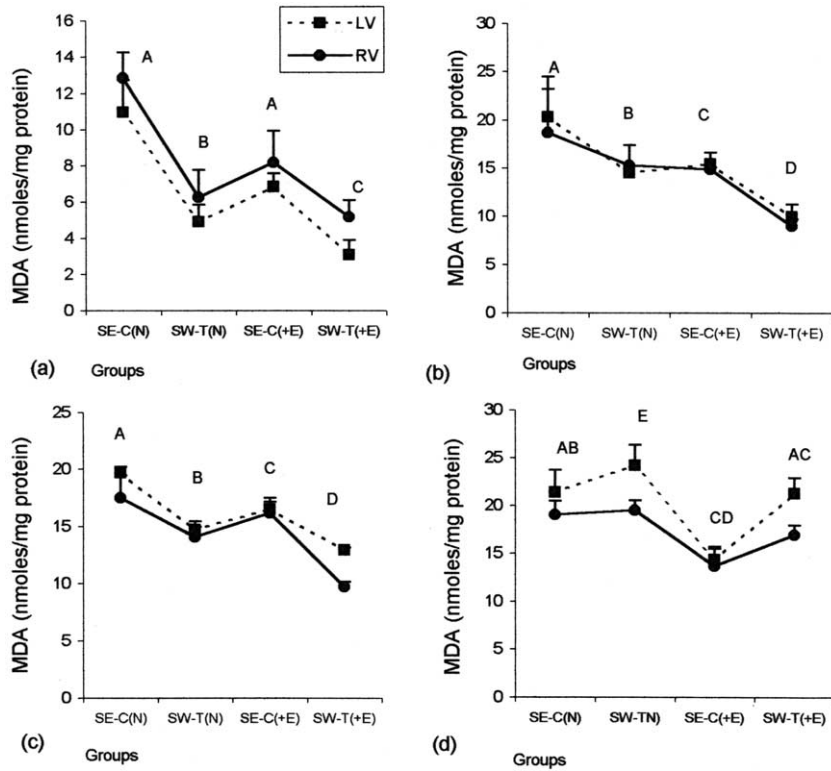 LV
RV
MDA (nmoles/mg protein)
16
14
12
10
8
6
4
2
0
A
B
A
C
SE-C(N) SW-T(N) SE-C(+E) SW-T(+E)
(a)
Groups
MDA (nmoles/mg protein)
30
25
20
15
10
5
0
A
B
C
D
SE-C(N) SW-T(N) SE-C(+E) SW-T(+E)
(b)
Groups
MDA (nmoles/mg protein)
25
20
15
10
5
0
A
B
C
D
SE-C(N) SW-T(N) SE-C(+E) SW-T(+E)
(c)
Groups
MDA (nmoles/mg protein)
30
25
20
15
10
5
0
AB
E
CD
AC
SE-C(N) SW-TN) SE-C(+E) SW-T(+E)
(d)
Groups